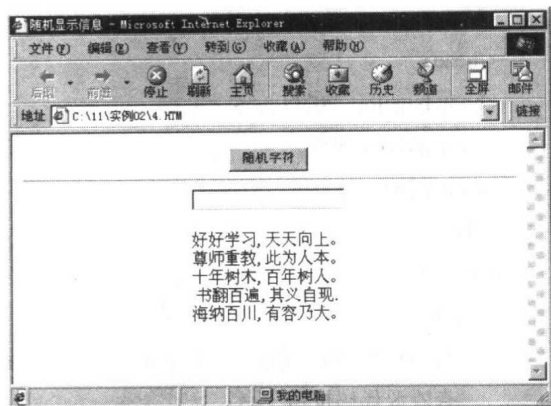 随机显示信息 - Microsoft Internet Explorer
文件(F) 编辑(E) 查看(V) 转到(G) 收藏(A) 帮助(H)
后退 前进 停止 刷新 主页 搜索 收藏 历史 频道 全屏 邮件
地址 C:\11\实例02\4.HTM 链接
随机字符
好好学习, 天天向上。
尊师重教, 此为人本。
十年树木, 百年树人。
书翻百遍, 其义自现.
海纳百川, 有容乃大。
我的电脑